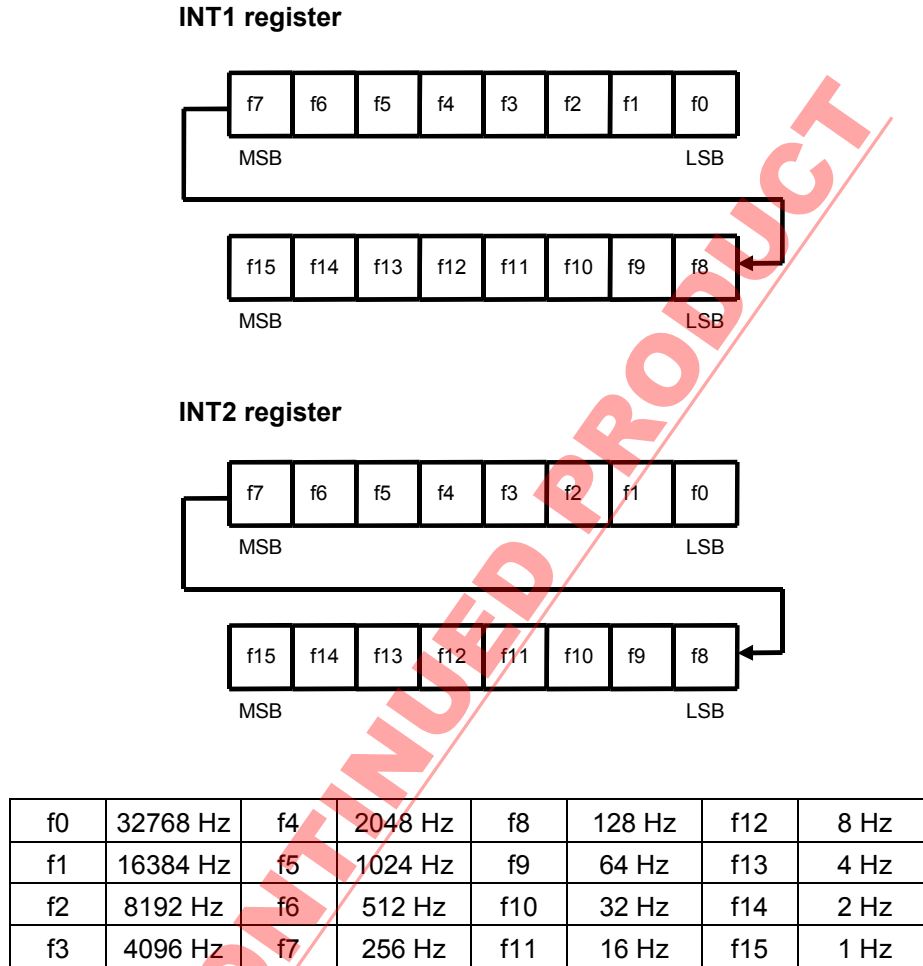 INT1 register
f7 f6 f5 f4 f3 f2 f1 f0
MSB LSB
f15 f14 f13 f12 f11 f10 f9 f8
MSB LSB
INT2 register
f7 f6 f5 f4 f3 f2 f1 f0
MSB LSB
f15 f14 f13 f12 f11 f10 f9 f8
MSB LSB
f0 32768 Hz f4 2048 Hz f8 128 Hz f12 8 Hz
f1 16384 Hz f5 1024 Hz f9 64 Hz f13 4 Hz
f2 8192 Hz f6 512 Hz f10 32 Hz f14 2 Hz
f3 4096 Hz f7 256 Hz f11 16 Hz f15 1 Hz
ONTINUED PRODUCT